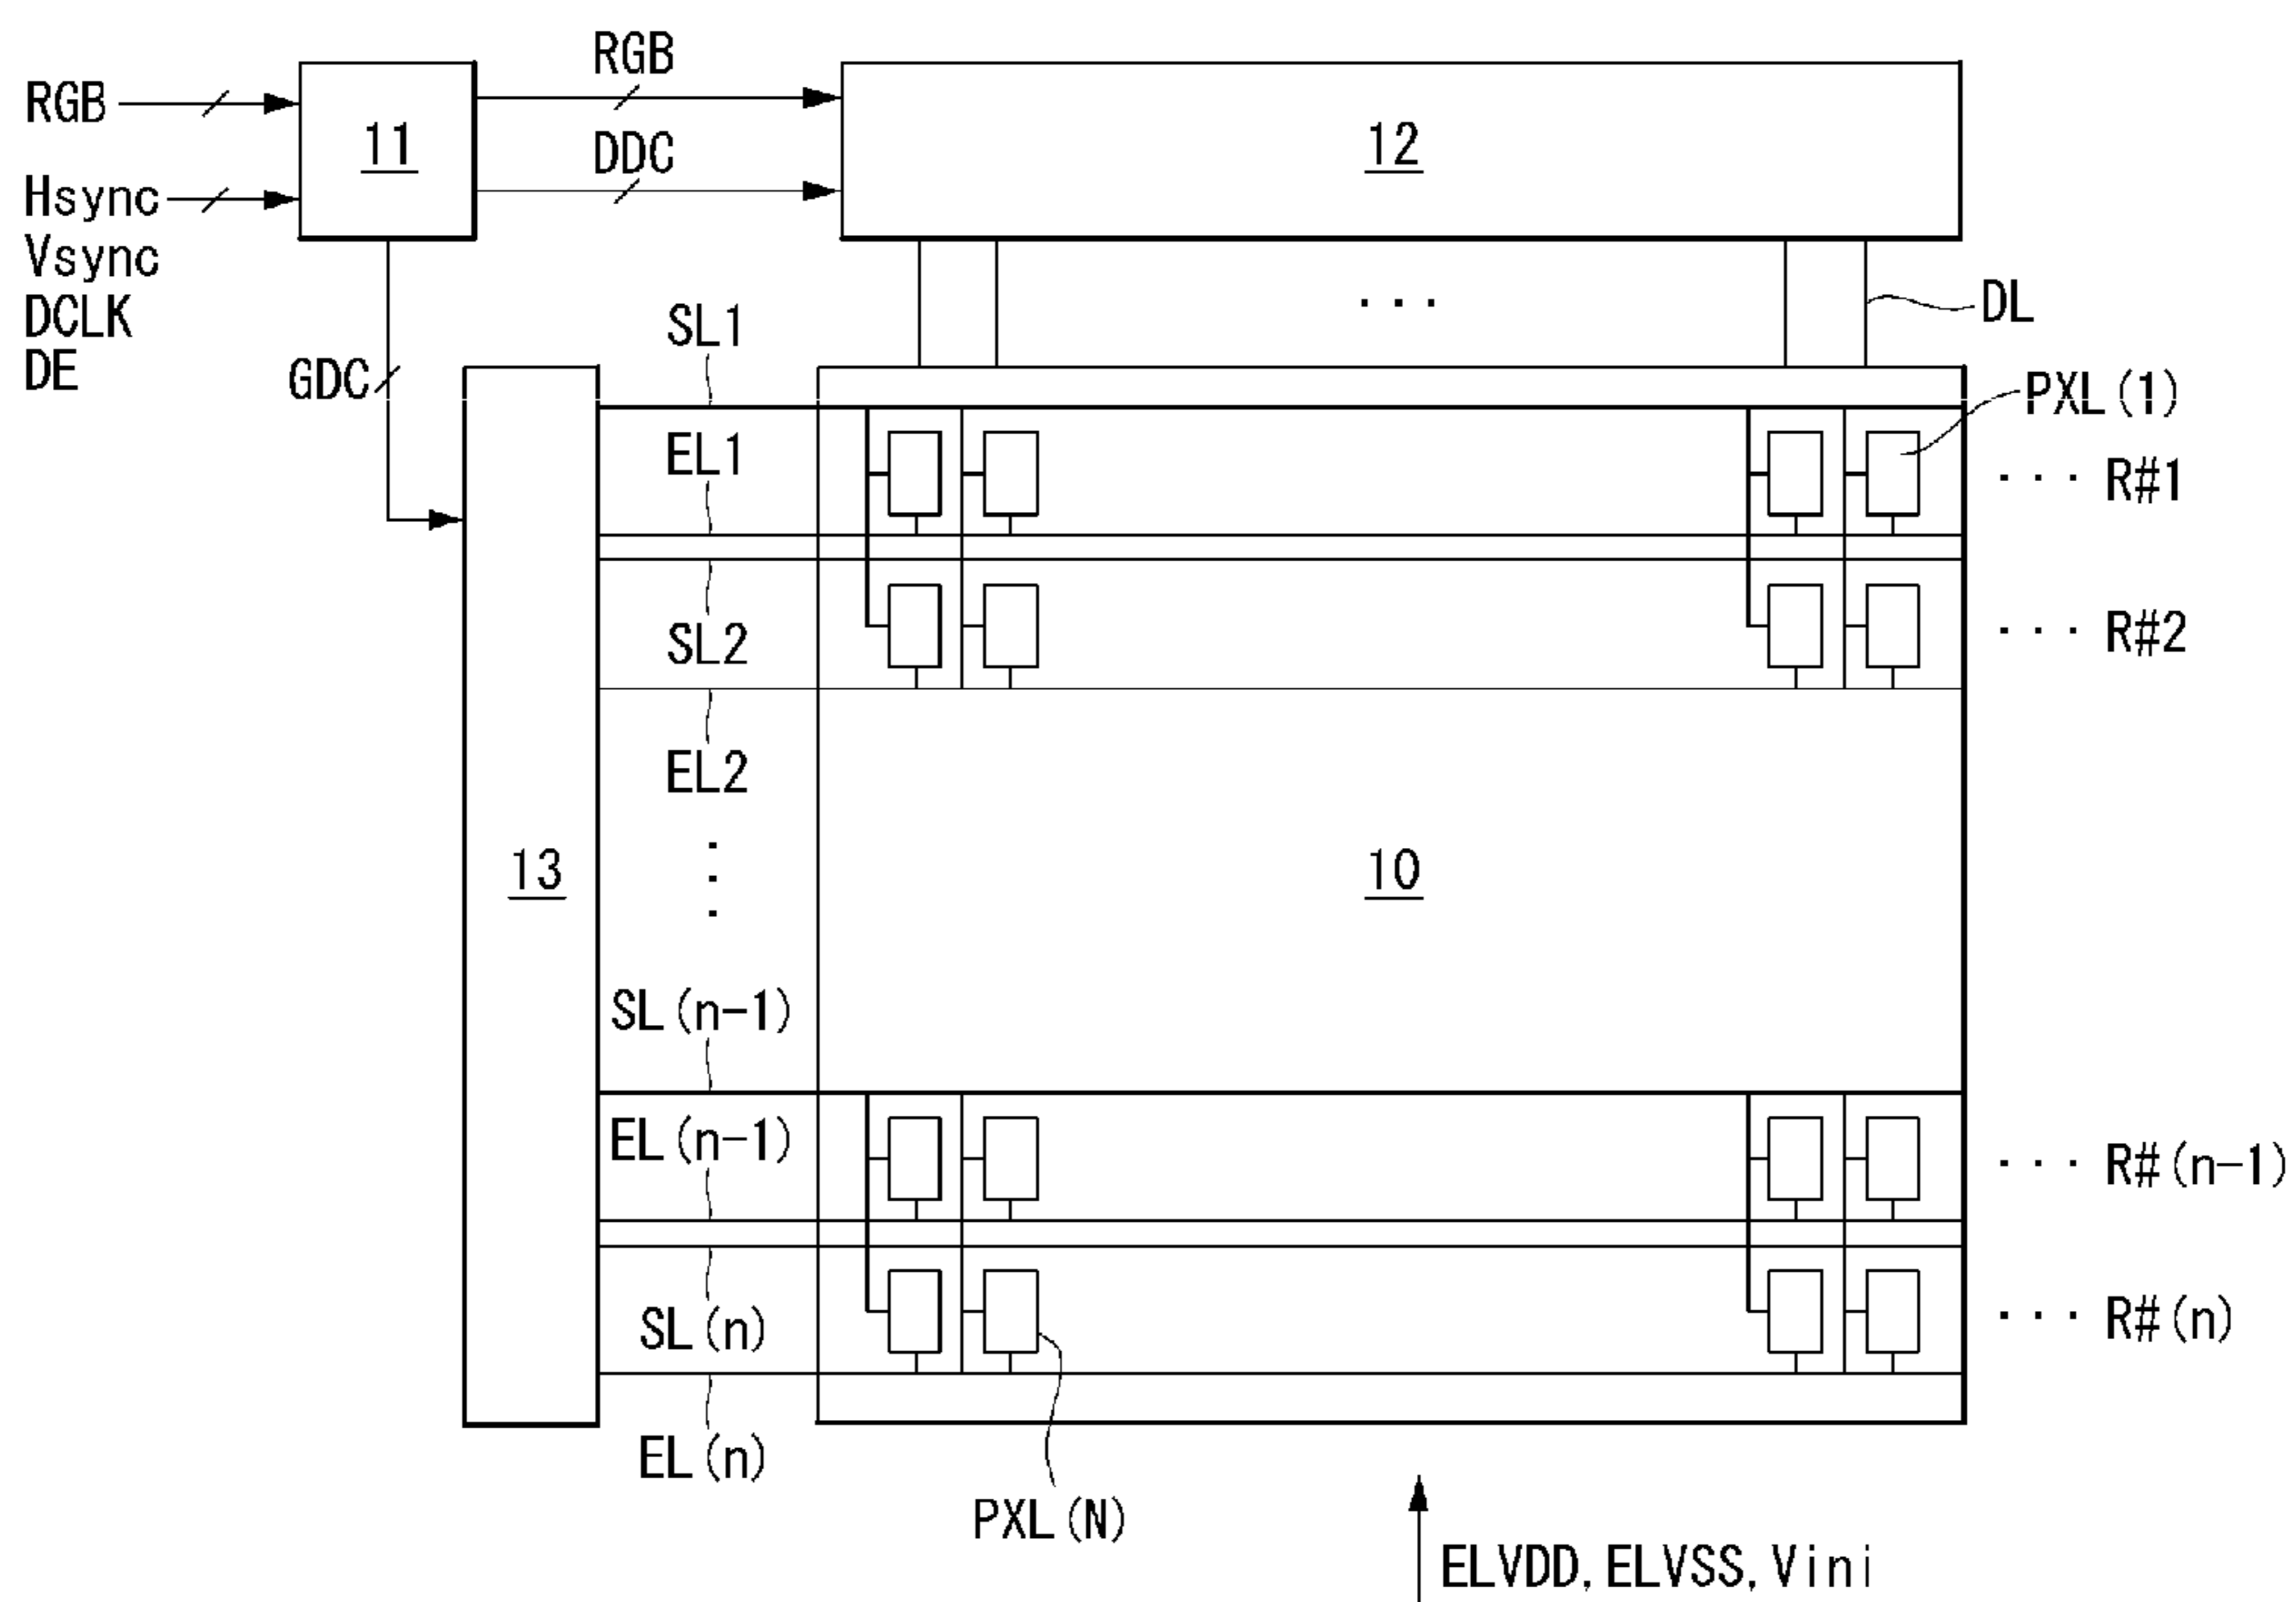 RGB
RGB
11
12
DDC
Hsync
Vsync
DCLK
DE
GDC
SL1
· · ·
DL
PXL(1)
EL1
· · · R#1
SL2
· · · R#2
EL2
13
10
SL(n-1)
EL(n-1)
· · · R#(n-1)
SL(n)
· · · R#(n)
EL(n)
PXL(N)
ELVDD, ELVSS, Vini